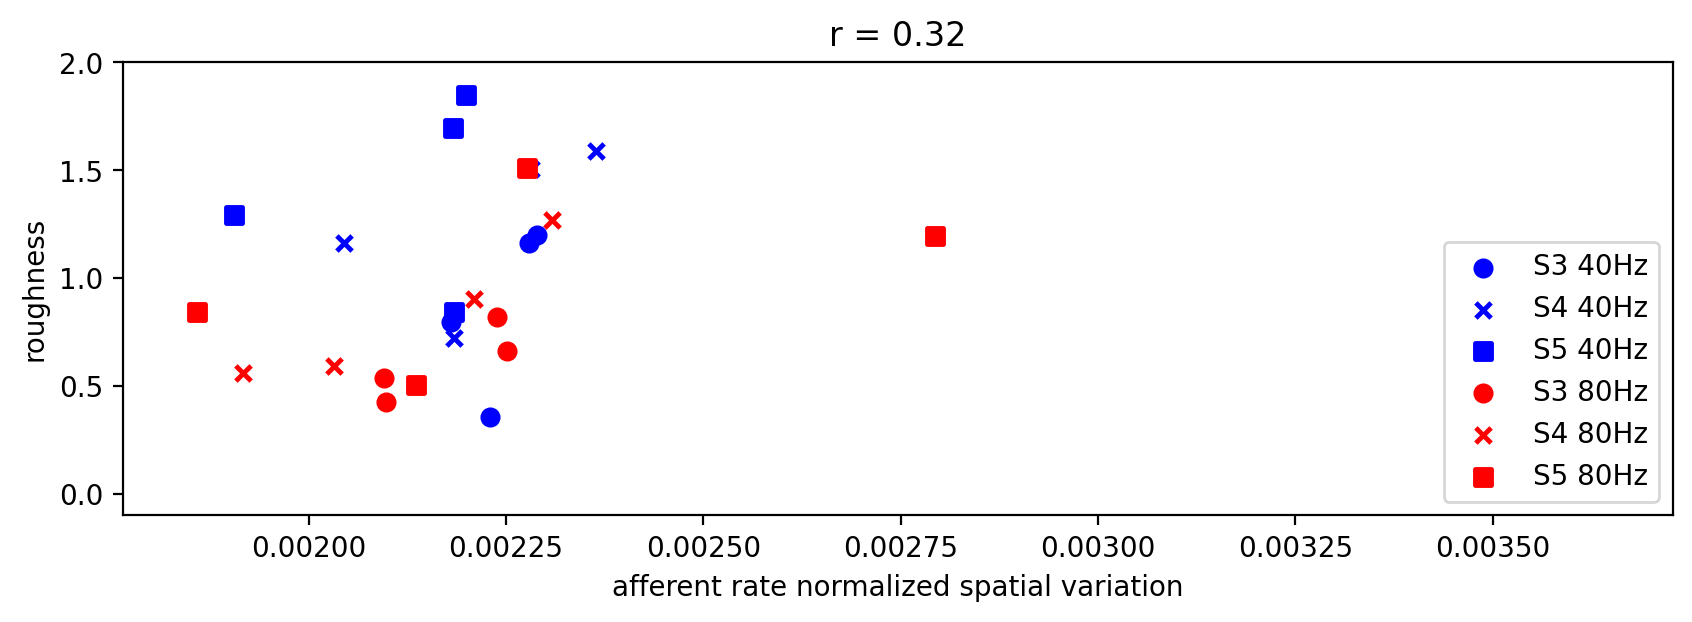 r = 0.32
2.0
1.5
1.0
0.5
0.0
roughness
S3 40Hz
S4 40Hz
S5 40Hz
S3 80Hz
S4 80Hz
S5 80Hz
0.00200 0.00225 0.00250 0.00275 0.00300 0.00325 0.00350
afferent rate normalized spatial variation